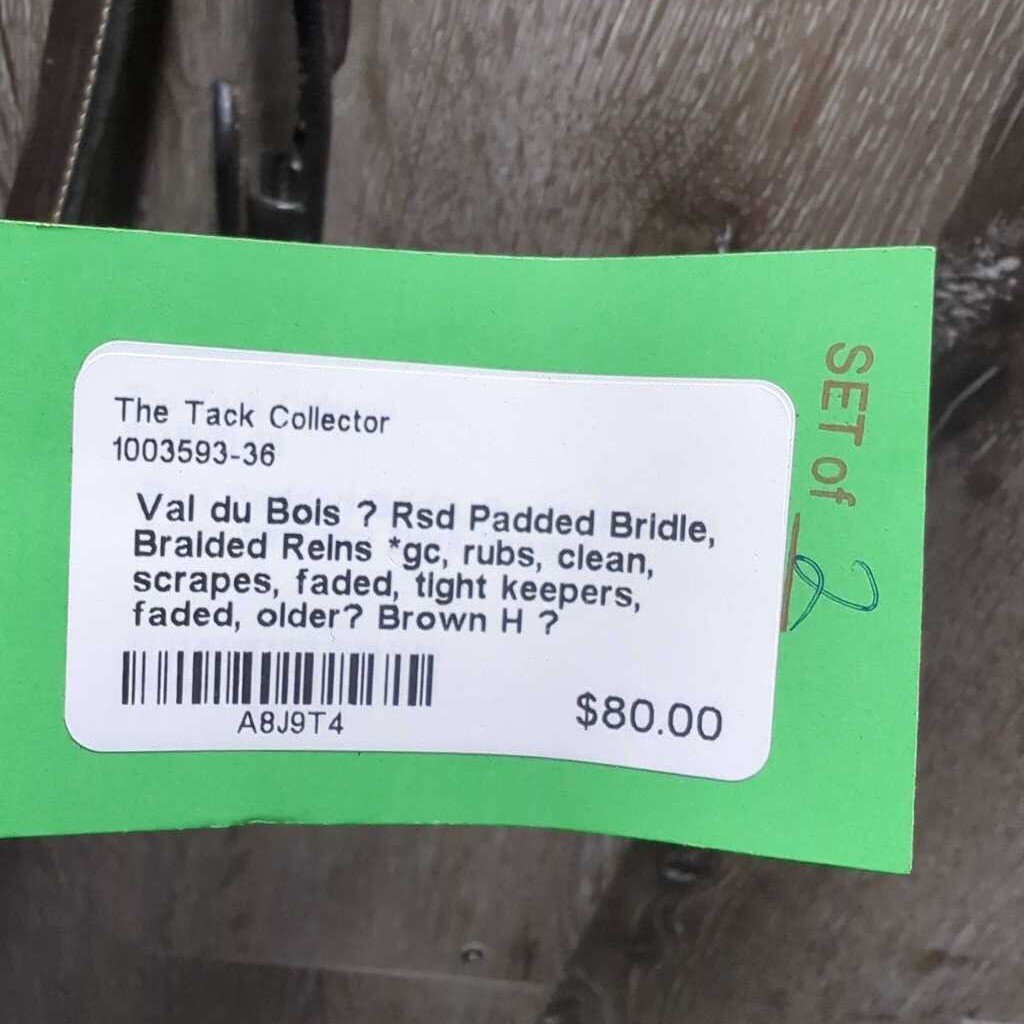 The Tack Collector
1003593-36
Val du Bois ? Rsd Padded Bridle,
Braided Reins *gc, rubs, clean,
scrapes, faded, tight keepers,
faded, older? Brown H ?
A8J9T4
$80.00
SET of 2